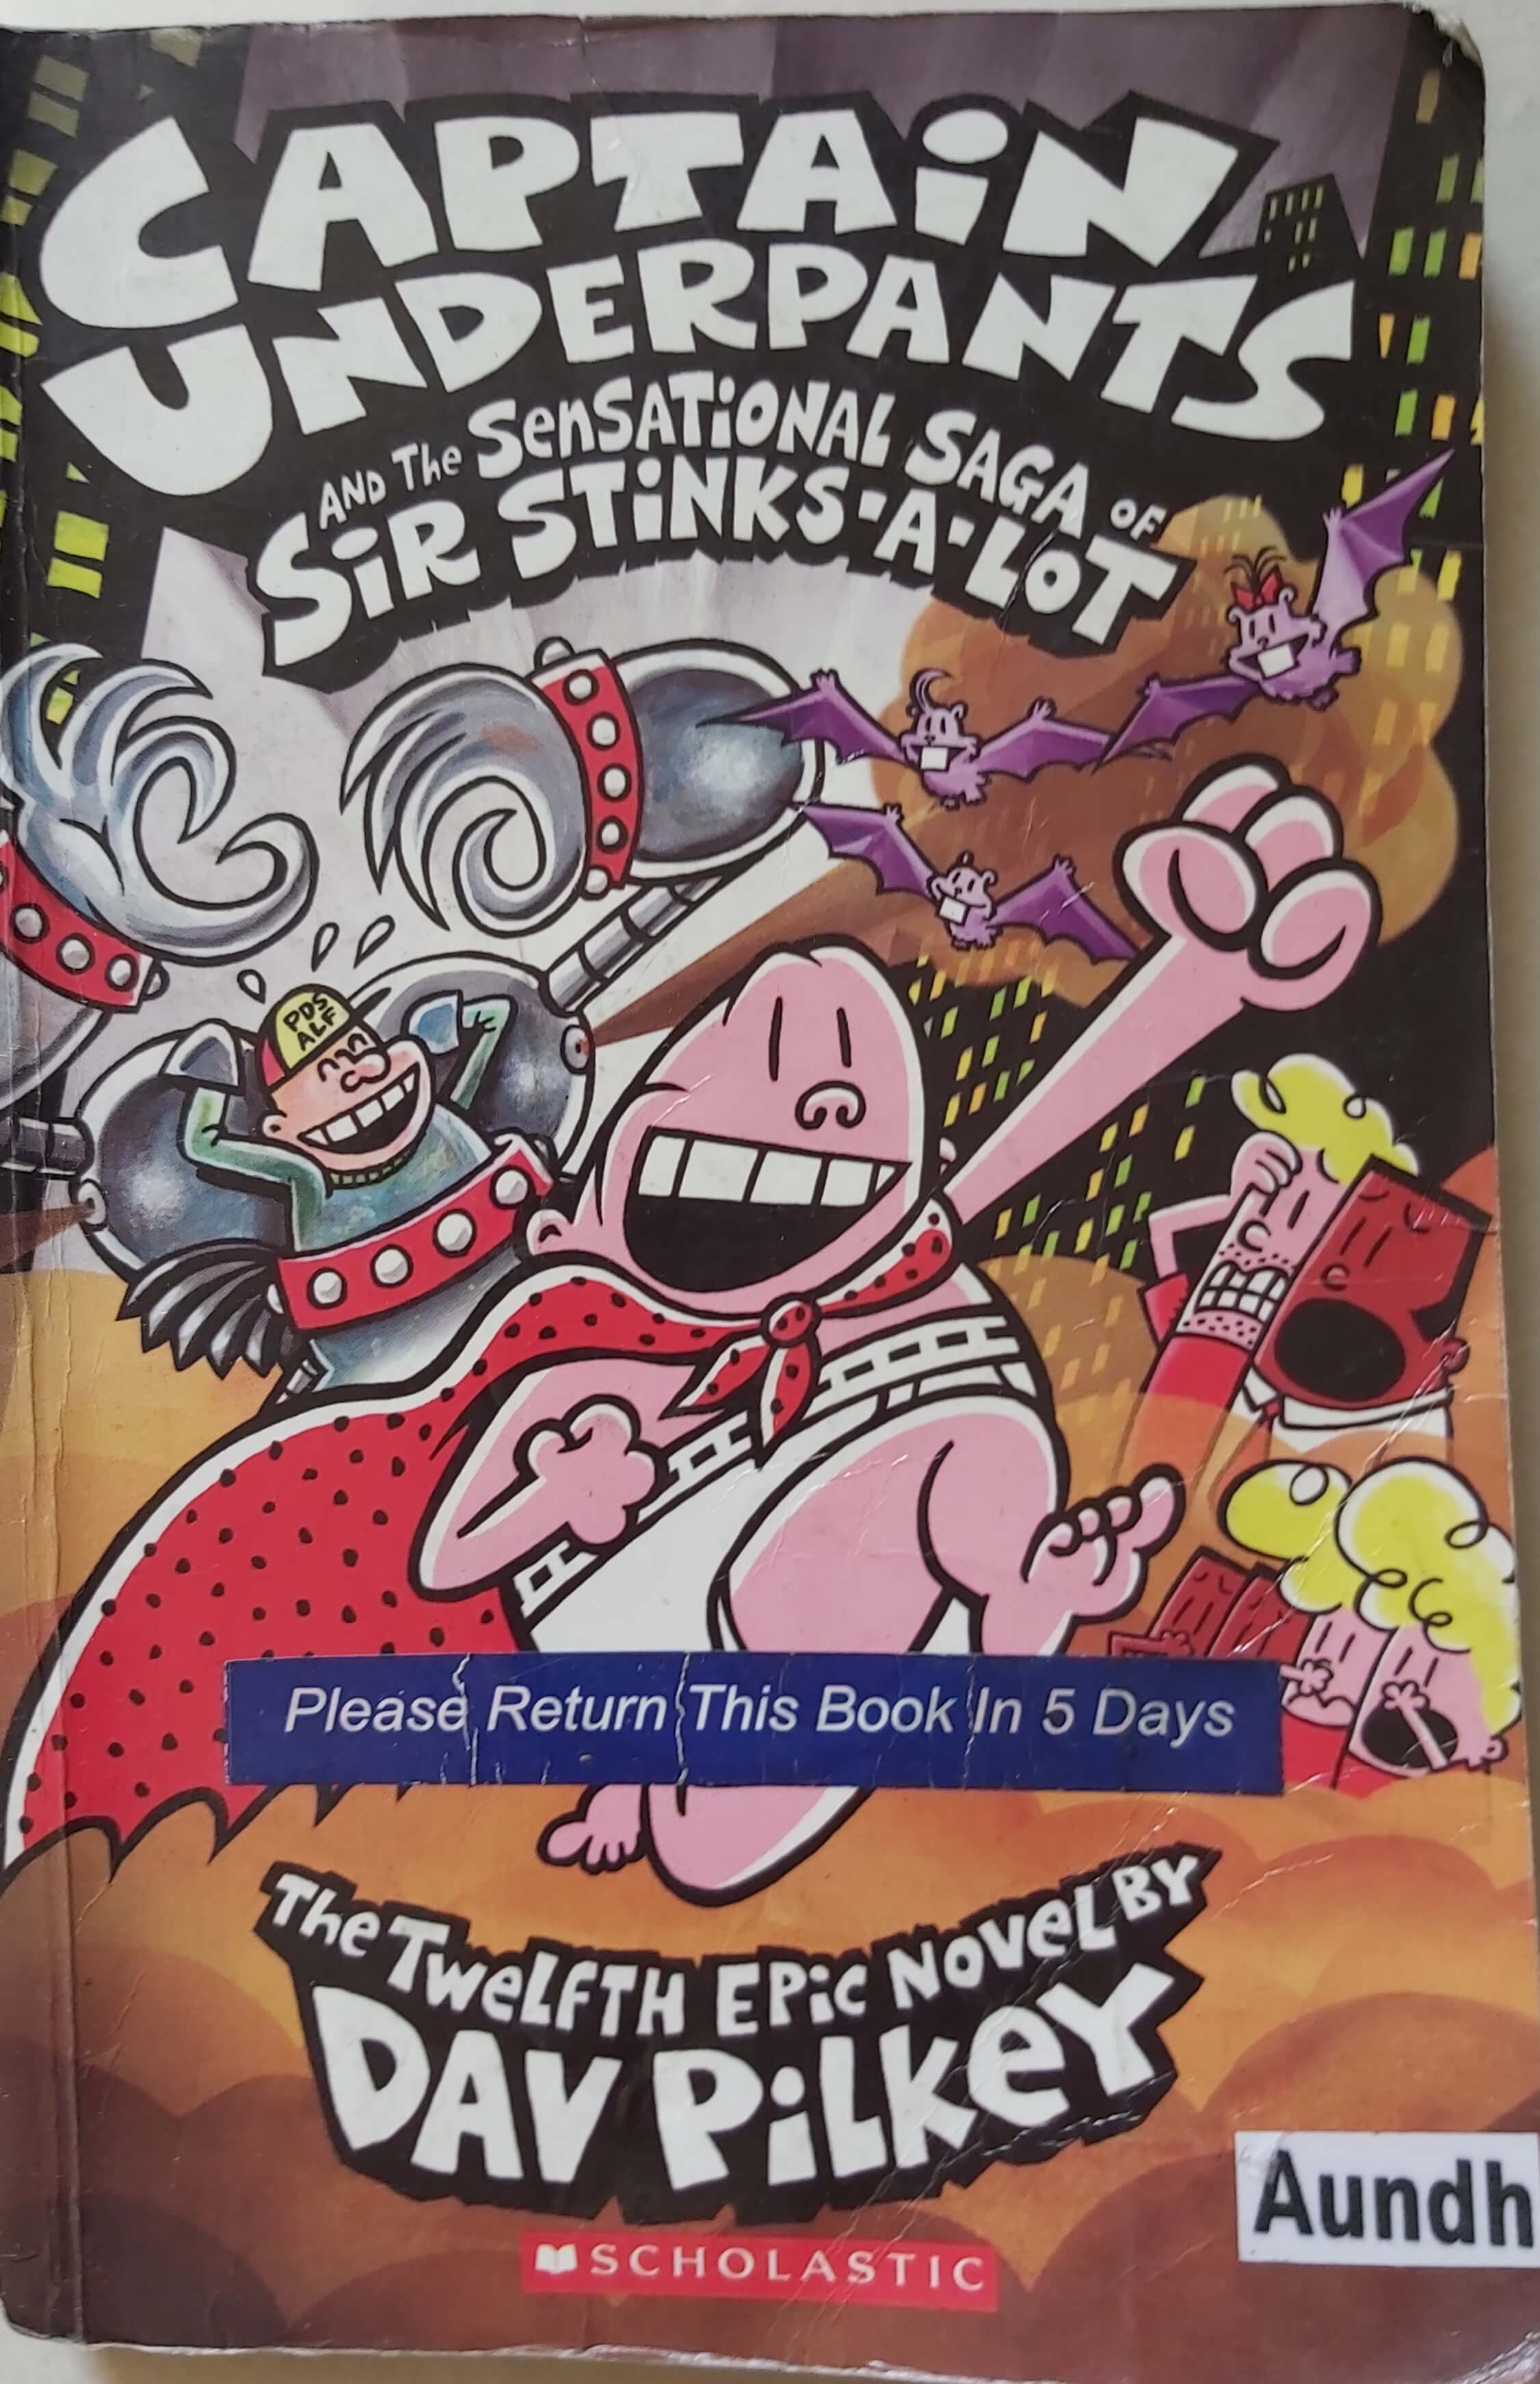 CAPTAiN
UNDERPANTS
AND The SenSATiONAL SAGA OF
SiR STiNKS-A-LOT
PDS
ALF
Please Return This Book In 5 Days
The TweLFTH EPic NoveL BY
DAV PiLKeY
SCHOLASTIC
Aundh